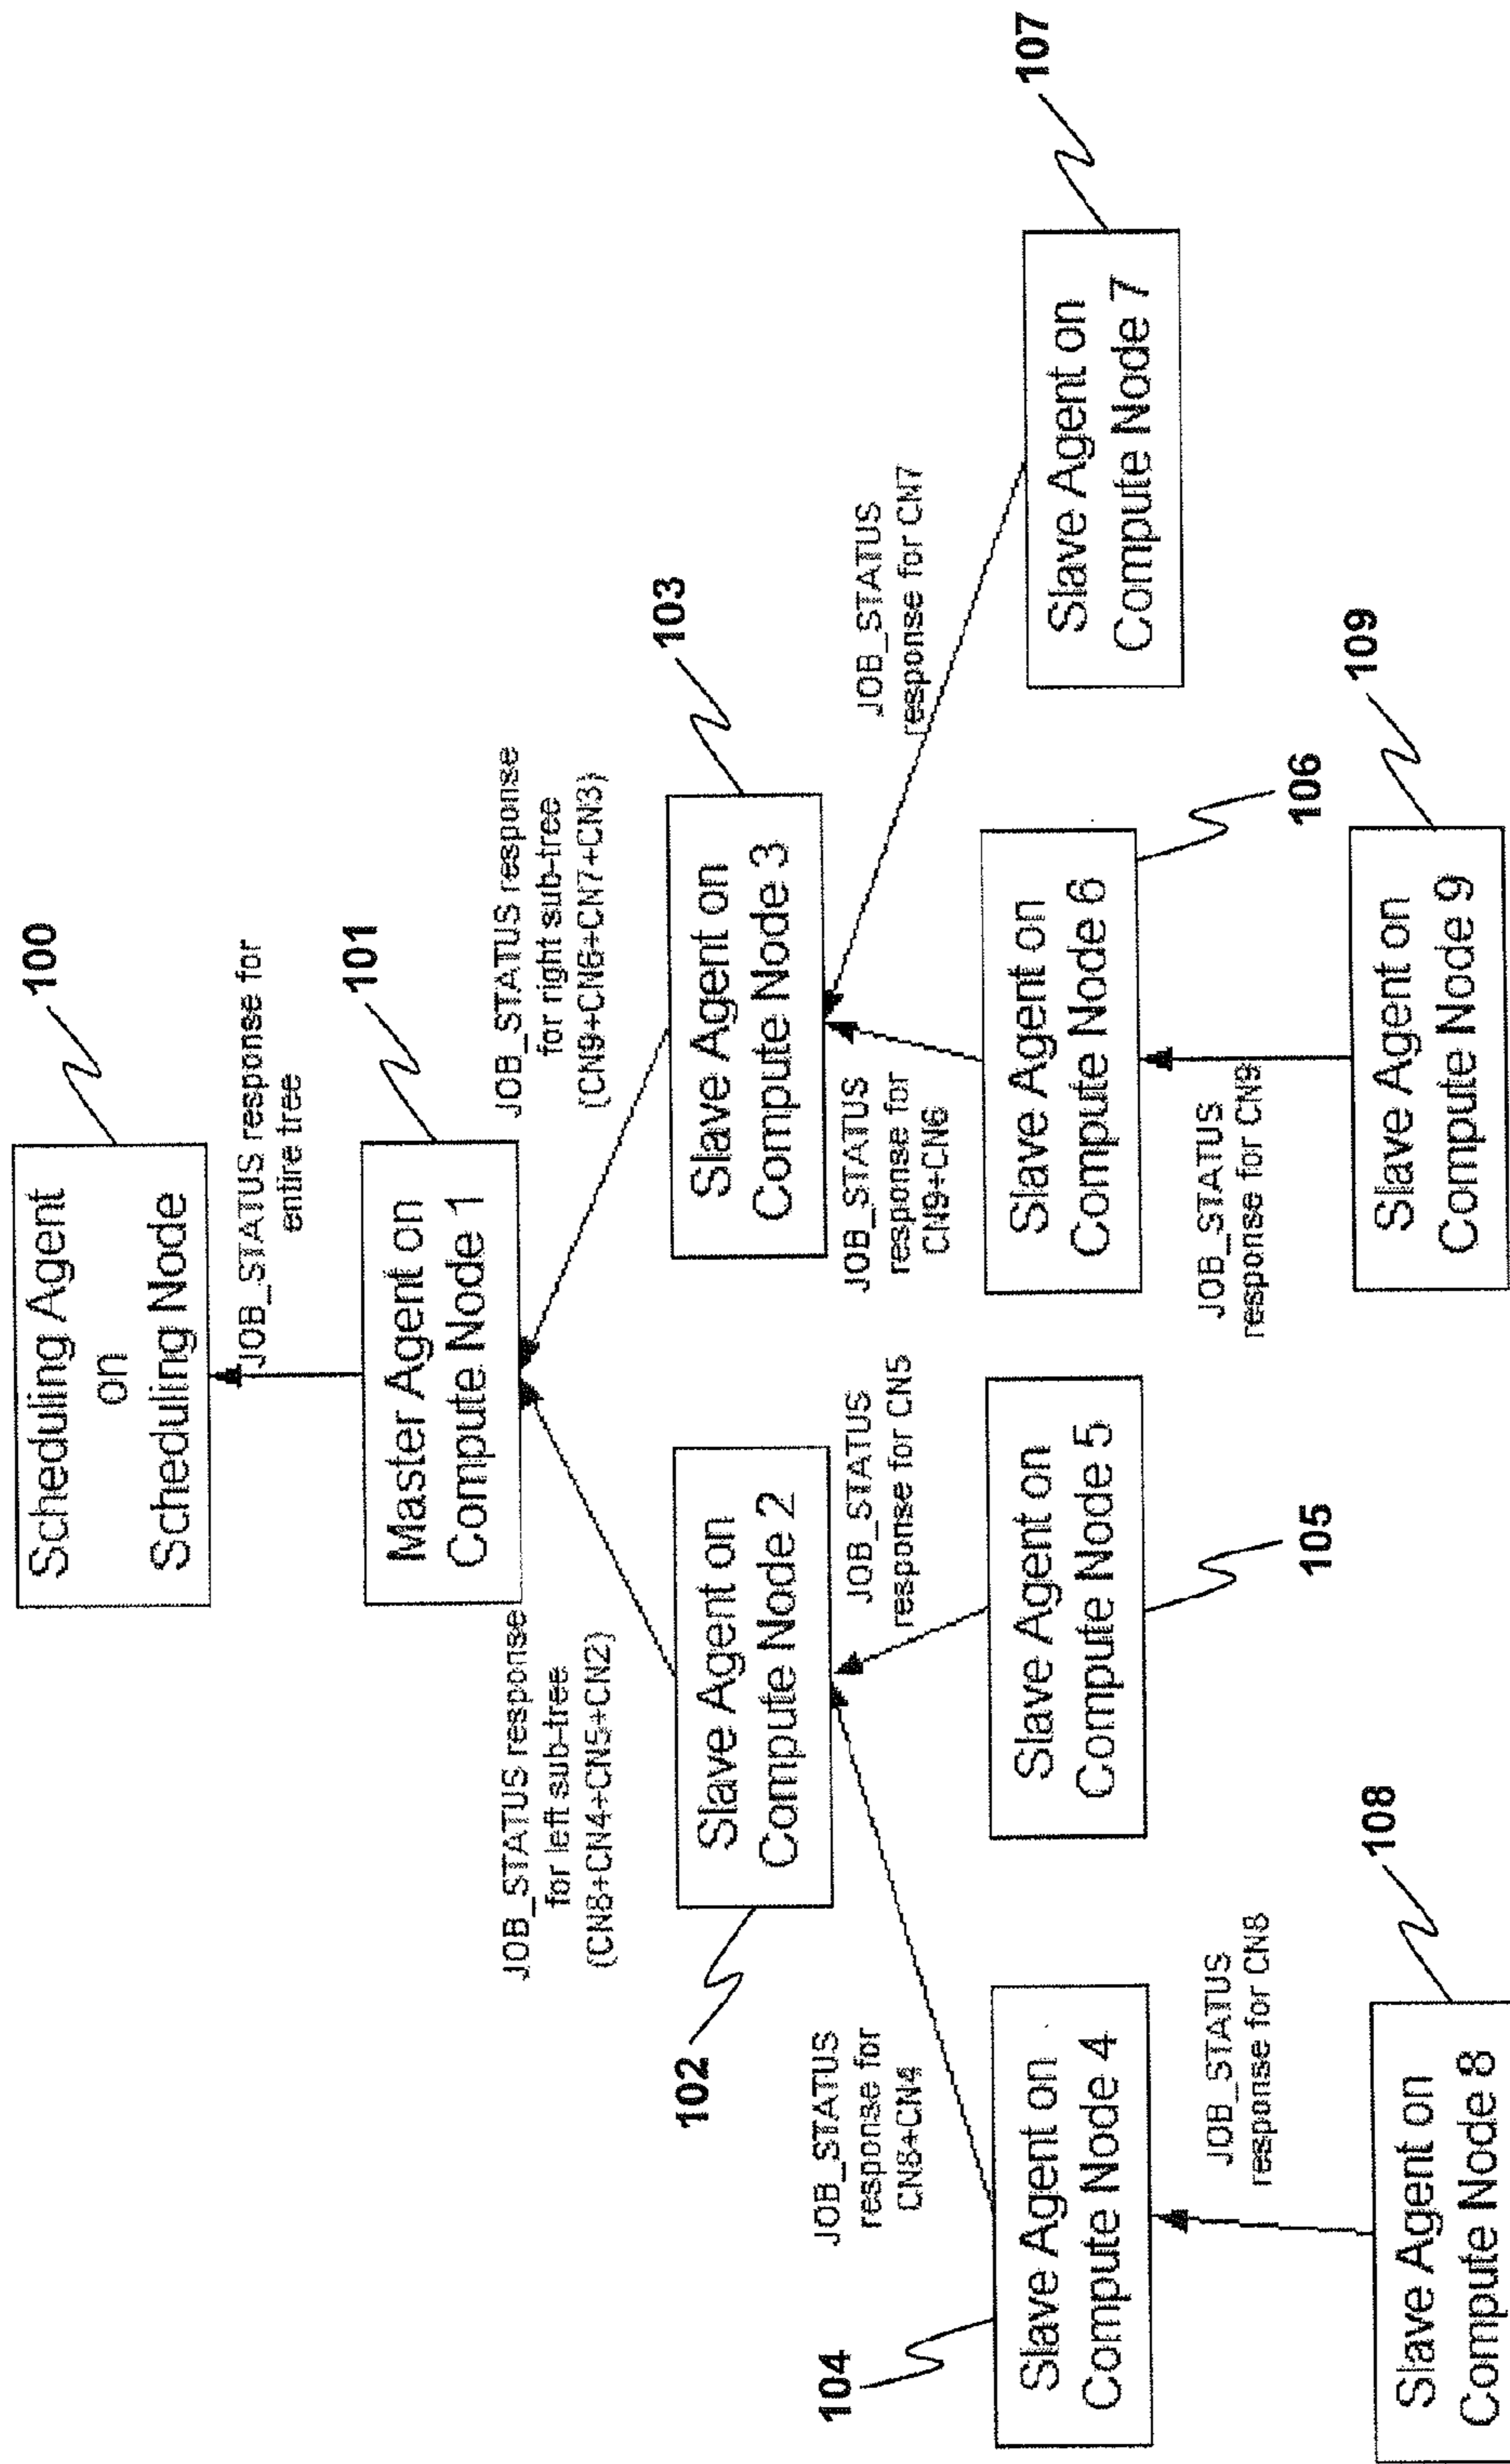 100
Scheduling Agent
on
Scheduling Node
JOB_STATUS response for
entire tree
101
Master Agent on
Compute Node 1
JOB_STATUS response
for left sub-tree
(CN8+CN4+CN5+CN2)
JOB_STATUS response
for right sub-tree
(CN9+CN6+CN7+CN3)
102
Slave Agent on
Compute Node 2
103
Slave Agent on
Compute Node 3
JOB_STATUS
response for
CN8+CN4
JOB_STATUS
response for CN5
JOB_STATUS
response for
CN9+CN6
JOB_STATUS
response for CN7
104
Slave Agent on
Compute Node 4
Slave Agent on
Compute Node 5
105
Slave Agent on
Compute Node 6
106
Slave Agent on
Compute Node 7
107
JOB_STATUS
response for CN8
JOB_STATUS
response for CN9
108
Slave Agent on
Compute Node 8
109
Slave Agent on
Compute Node 9